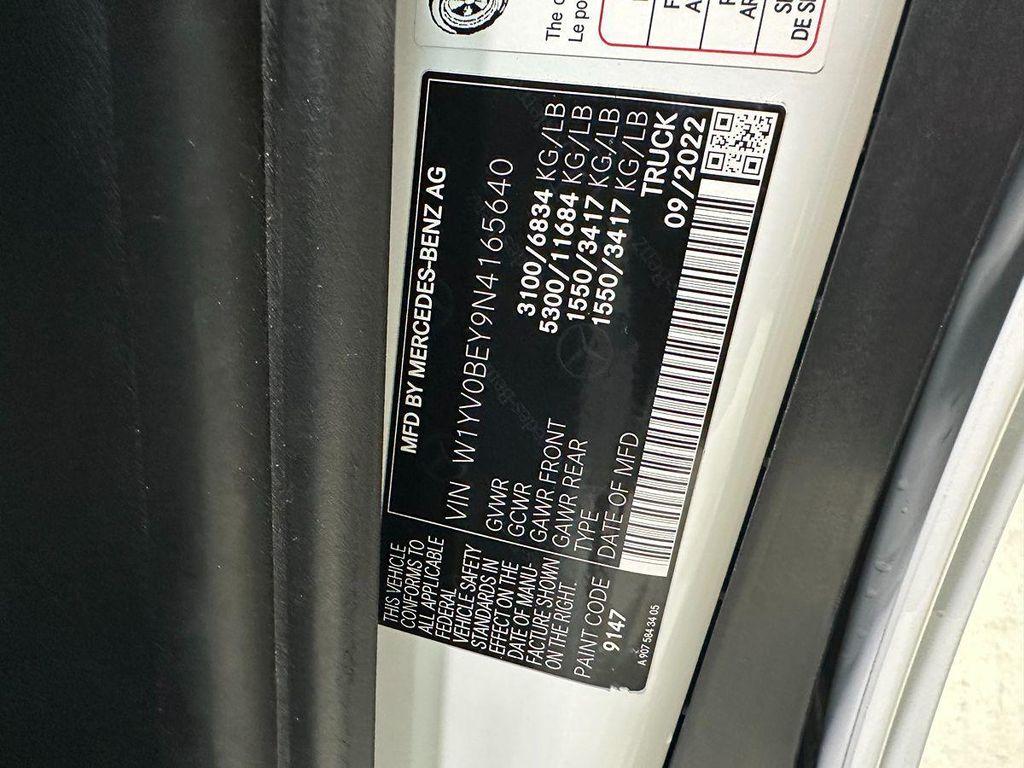 The
Le
DE
MFD BY MERCEDES-BENZ AG
VIN W1YV0BEY9N4165640
GVWR 3100/6834 KG/LB
GCWR 5300/11684 KG/LB
GAWR FRONT 1550/3417 KG/LB
GAWR REAR 1550/3417 KG/LB
TYPE TRUCK
DATE OF MFD 09/2022
THIS VEHICLE
CONFORMS TO
ALL APPLICABLE
FEDERAL
VEHICLE SAFETY
STANDARDS IN
EFFECT ON THE
DATE OF MANU-
FACTURE SHOWN
ON THE RIGHT.
PAINT CODE
9147
A 907 584 34 05